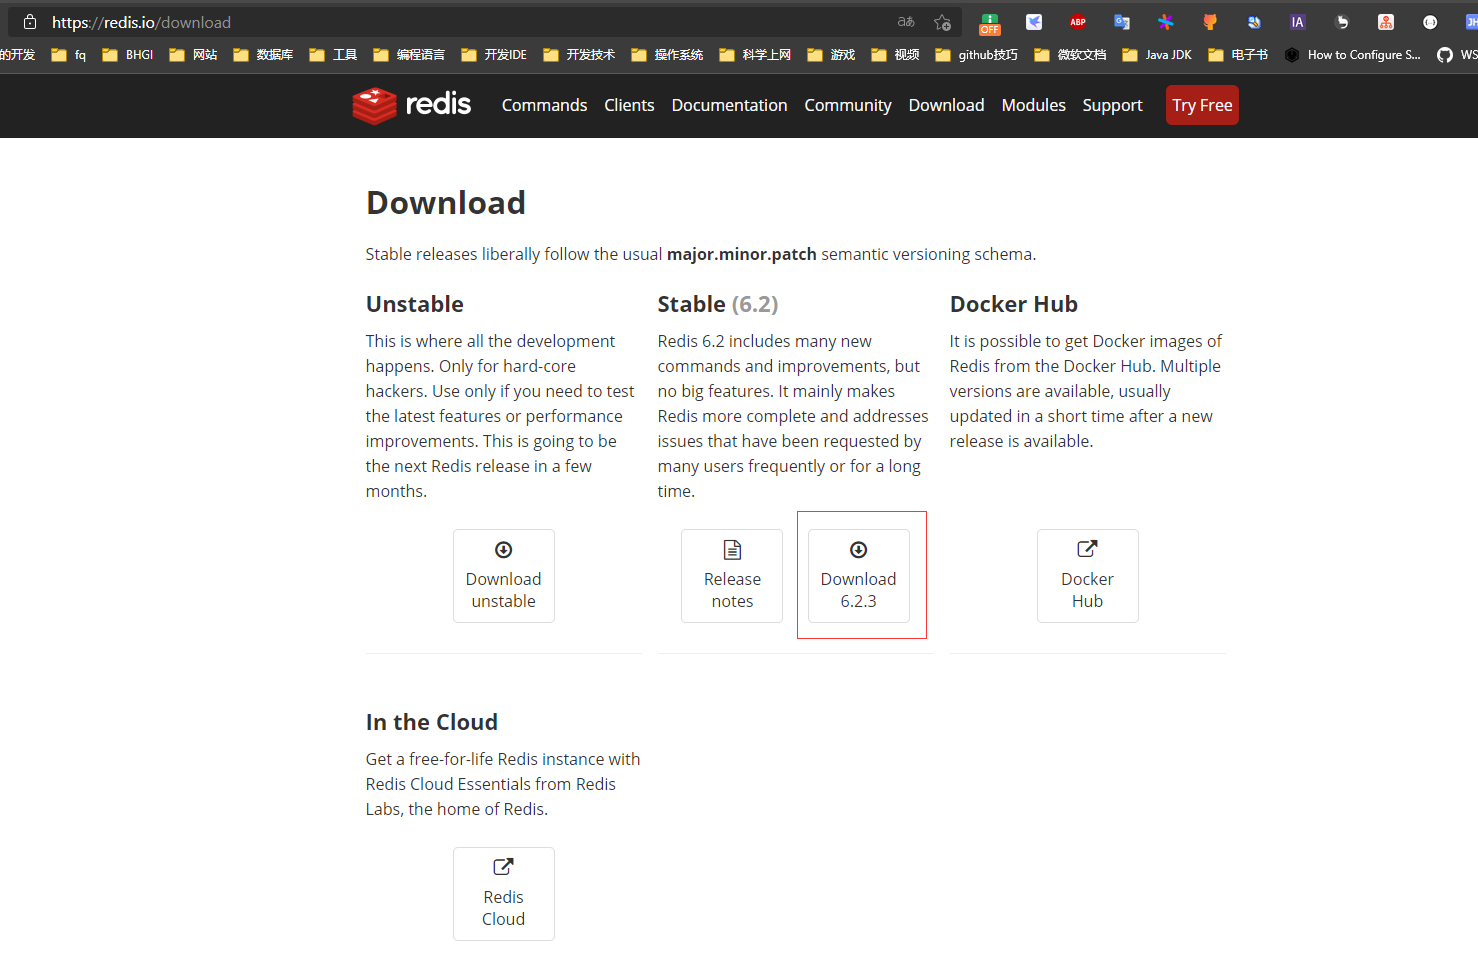 https://redis.io/download
aあ
OFF
ABP
IA
的开发 fq BHGI 网站 数据库 工具 编程语言 开发IDE 开发技术 操作系统 科学上网 游戏 视频 github技巧 微软文档 Java JDK 电子书 How to Configure S... WS
redis Commands Clients Documentation Community Download Modules Support Try Free
Download
Stable releases liberally follow the usual major.minor.patch semantic versioning schema.
Unstable
This is where all the development
happens. Only for hard-core
hackers. Use only if you need to test
the latest features or performance
improvements. This is going to be
the next Redis release in a few
months.
Download
unstable
Stable (6.2)
Redis 6.2 includes many new
commands and improvements, but
no big features. It mainly makes
Redis more complete and addresses
issues that have been requested by
many users frequently or for a long
time.
Release
notes
Download
6.2.3
Docker Hub
It is possible to get Docker images of
Redis from the Docker Hub. Multiple
versions are available, usually
updated in a short time after a new
release is available.
Docker
Hub
In the Cloud
Get a free-for-life Redis instance with
Redis Cloud Essentials from Redis
Labs, the home of Redis.
Redis
Cloud